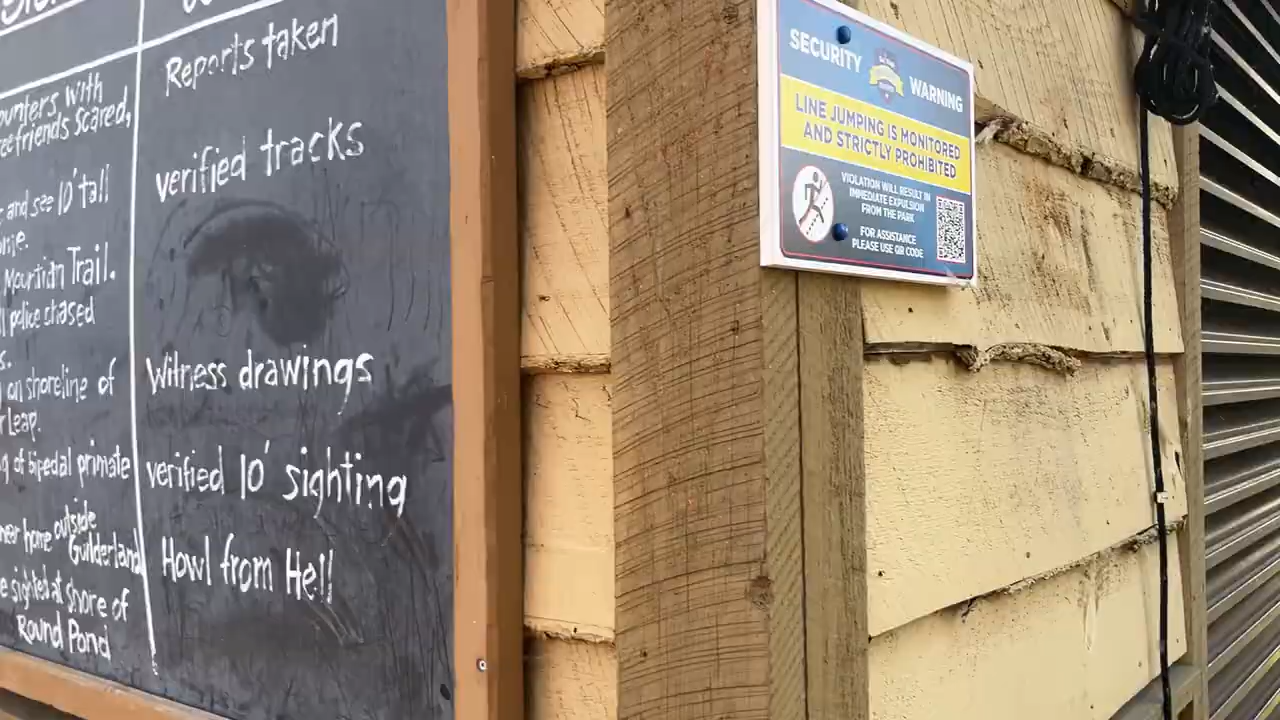 ounters with
eefriends Scared,
and see 10' tall
Mountain Trail.
police chased
on shoreline of
Leap.
of bipedal primate
near home outside
Guilderland
sighted at shore of
Round Pond
Reports taken
verified tracks
Witness drawings
verified 10' sighting
Howl from Hell
SECURITY WARNING
LINE JUMPING IS MONITORED
AND STRICTLY PROHIBITED
VIOLATION WILL RESULT IN
IMMEDIATE EXPULSION
FROM THE PARK
FOR ASSISTANCE
PLEASE USE QR CODE